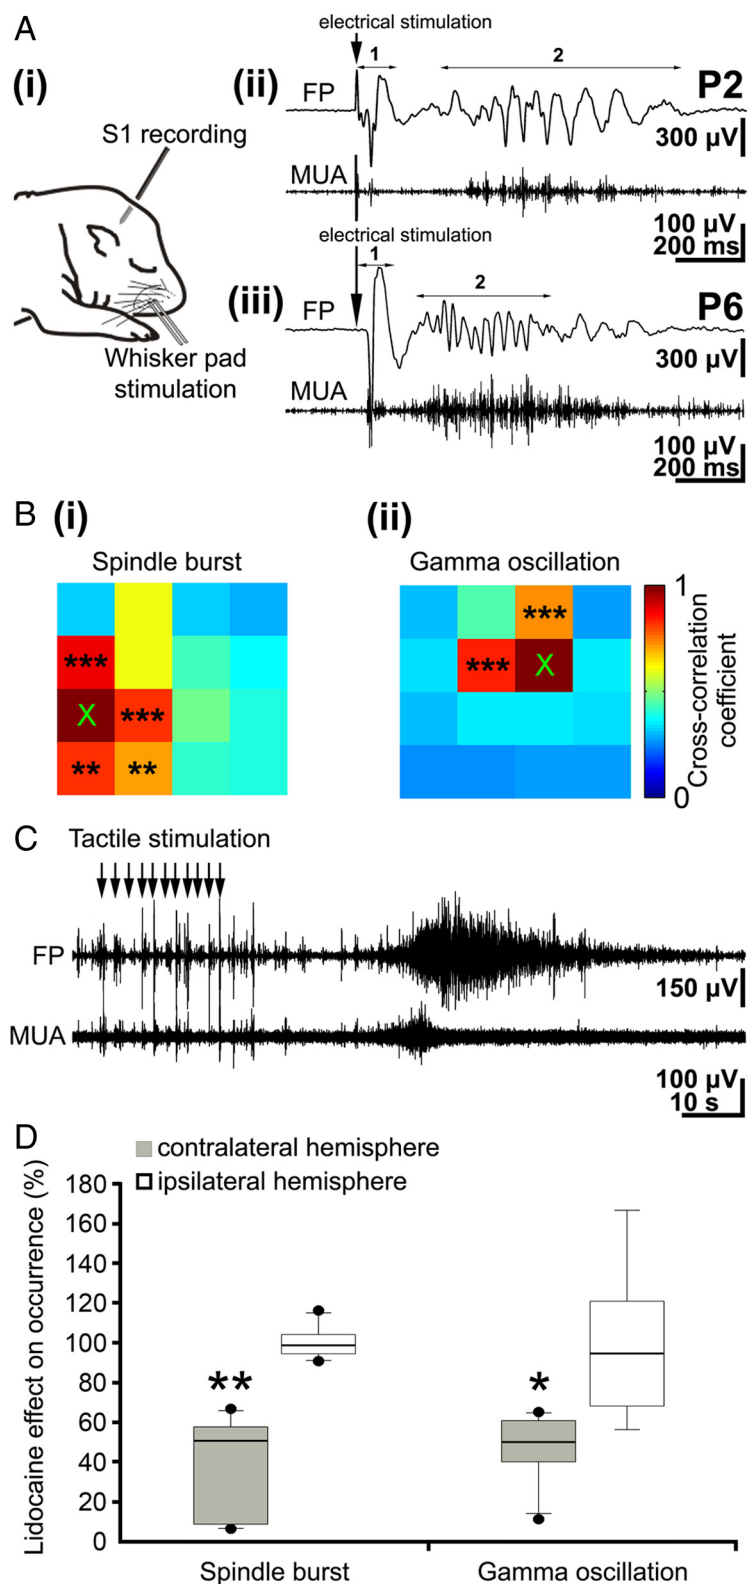 A
(i)
S1 recording
Whisker pad
stimulation
(ii)
electrical stimulation
1
2
P2
FP
300 µV
MUA
100 µV
200 ms
(iii)
electrical stimulation
1
2
P6
FP
300 µV
MUA
100 µV
200 ms
B
(i)
Spindle burst
***
X ***
** **
(ii)
Gamma oscillation
***
*** X
1
0
Cross-correlation
coefficient
C
Tactile stimulation
FP
150 µV
MUA
100 µV
10 s
D
contralateral hemisphere
ipsilateral hemisphere
Lidocaine effect on occurrence (%)
180
160
140
120
100
80
60
40
20
0
**
*
Spindle burst
Gamma oscillation